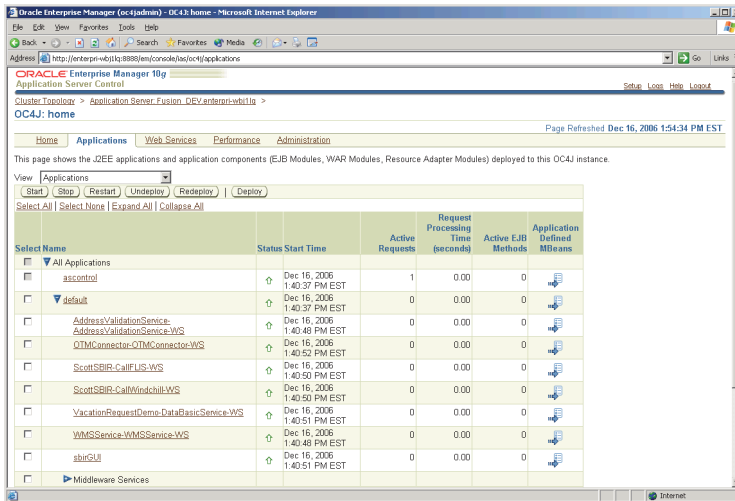 Oracle Enterprise Manager (oc4jadmin) - OC4J: home - Microsoft Internet Explorer
File Edit View Favorites Tools Help
Back Search Favorites Media
Address http://enterpri-wbj1lq:8888/em/console/ias/oc4j/applications Go Links
ORACLE Enterprise Manager 10g
Application Server Control
Setup Logs Help Logout
Cluster Topology > Application Server: Fusion_DEV.enterpri-wbj1lq >
OC4J: home
Page Refreshed Dec 16, 2006 1:54:34 PM EST
Home Applications Web Services Performance Administration
This page shows the J2EE applications and application components (EJB Modules, WAR Modules, Resource Adapter Modules) deployed to this OC4J instance.
View Applications
Start Stop Restart Undeploy Redeploy | Deploy
Select All | Select None | Expand All | Collapse All
Select Name Status Start Time Active Requests Request Processing Time (seconds) Active EJB Methods Application Defined MBeans
All Applications
ascontrol Dec 16, 2006 1:40:37 PM EST 1 0.00 0
default Dec 16, 2006 1:40:37 PM EST 0 0.00 0
AddressValidationService-AddressValidationService-WS Dec 16, 2006 1:40:48 PM EST 0 0.00 0
OTMConnector-OTMConnector-WS Dec 16, 2006 1:40:52 PM EST 0 0.00 0
ScottSBIR-CallFLIS-WS Dec 16, 2006 1:40:50 PM EST 0 0.00 0
ScottSBIR-CallWindchill-WS Dec 16, 2006 1:40:50 PM EST 0 0.00 0
VacationRequestDemo-DataBasicService-WS Dec 16, 2006 1:40:51 PM EST 0 0.00 0
WMSService-WMSService-WS Dec 16, 2006 1:40:48 PM EST 0 0.00 0
sbirGUI Dec 16, 2006 1:40:51 PM EST 0 0.00 0
Middleware Services
Internet